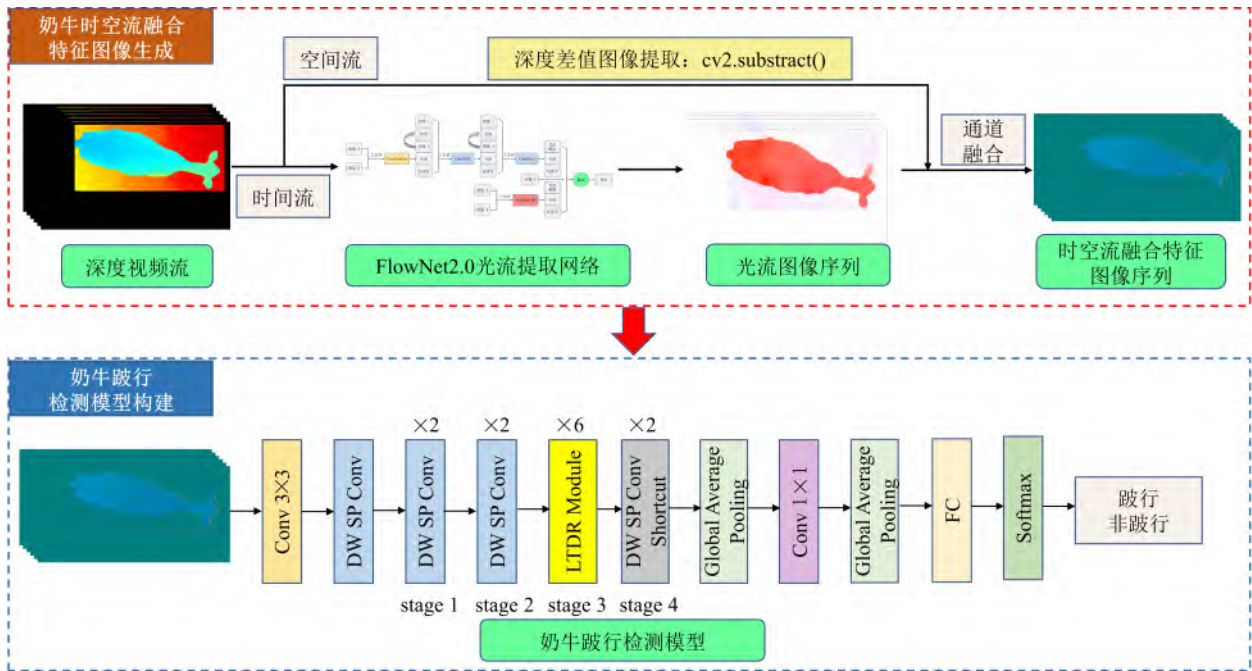 奶牛时空流融合
特征图像生成
空间流
深度差值图像提取：cv2.substract()
通道
融合
时间流
深度视频流
FlowNet2.0光流提取网络
光流图像序列
时空流融合特征
图像序列
奶牛跛行
检测模型构建
×2
×2
×6
×2
Conv 3×3
DW SP Conv
DW SP Conv
DW SP Conv
LTDR Module
DW SP Conv
Shortcut
Global Average
Pooling
Conv 1×1
Global Average
Pooling
FC
Softmax
跛行
非跛行
stage 1
stage 2
stage 3
stage 4
奶牛跛行检测模型